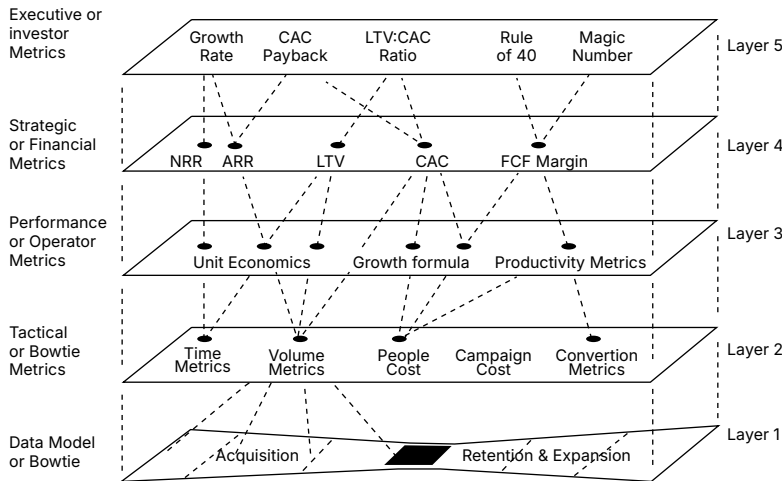 Executive or
investor
Metrics
Growth
Rate
CAC
Payback
LTV:CAC
Ratio
Rule
of 40
Magic
Number
Layer 5
Strategic
or Financial
Metrics
NRR
ARR
LTV
CAC
FCF Margin
Layer 4
Performance
or Operator
Metrics
Unit Economics
Growth formula
Productivity Metrics
Layer 3
Tactical
or Bowtie
Metrics
Time
Metrics
Volume
Metrics
People
Cost
Campaign
Cost
Convertion
Metrics
Layer 2
Data Model
or Bowtie
Acquisition
Retention & Expansion
Layer 1